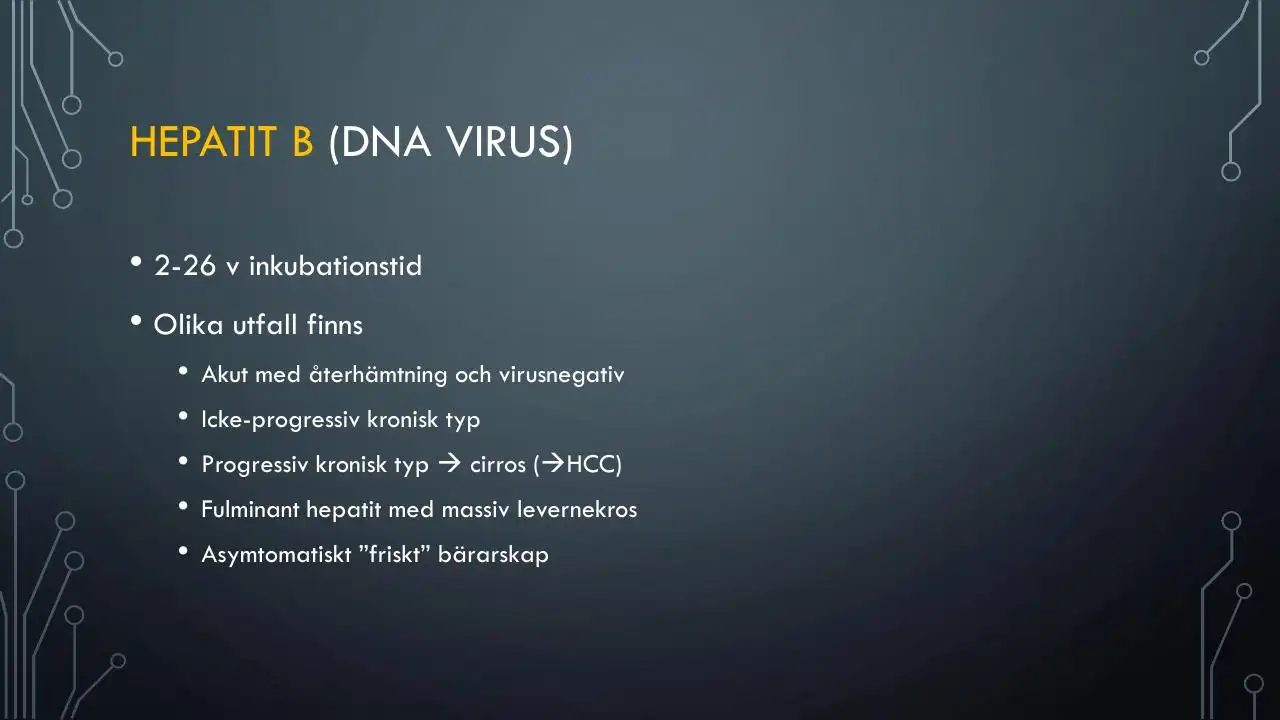 HEPATIT B (DNA VIRUS)
• 2-26 v inkubationstid
• Olika utfall finns
• Akut med återhämtning och virusnegativ
• Icke-progressiv kronisk typ
• Progressiv kronisk typ → cirros (→HCC)
• Fulminant hepatit med massiv levernekros
• Asymtomatiskt ”friskt” bärarskap